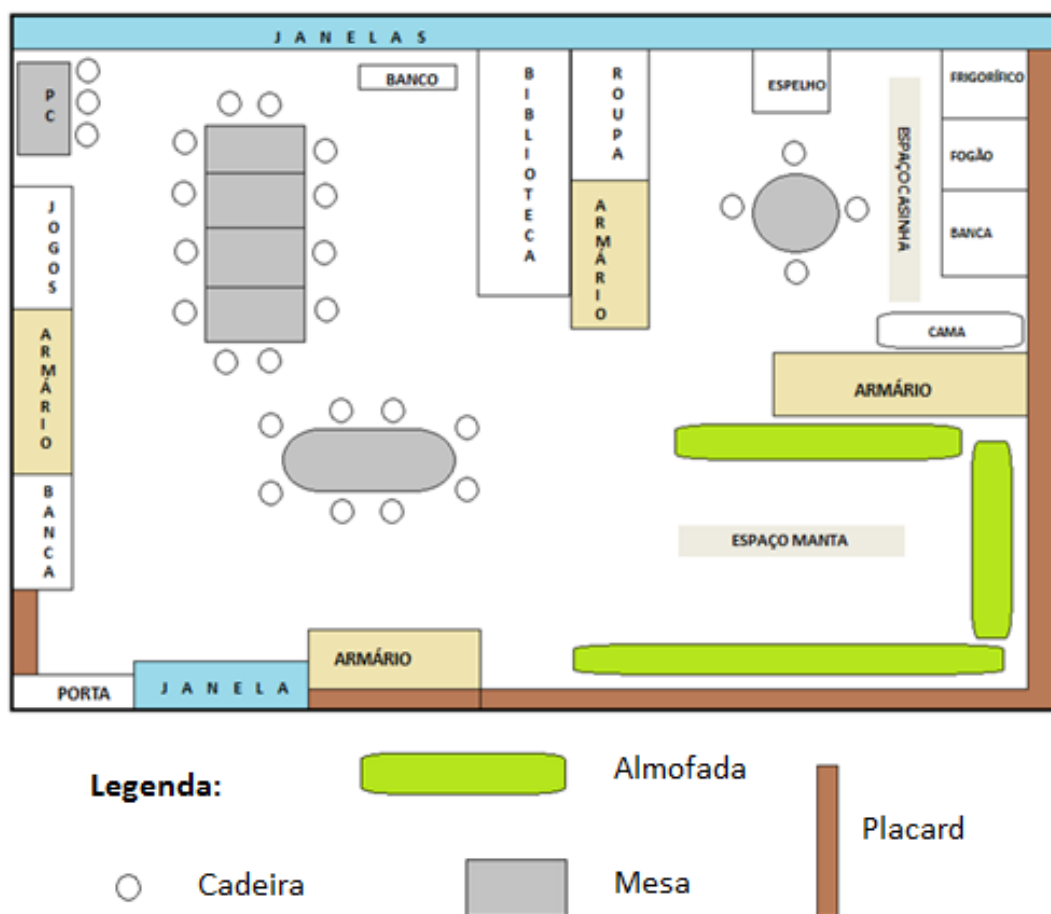 JANELAS
PC
BANCO
BIBLIOTECA
ROUPA
ESPELHO
FRIGORÍFICO
FOGÃO
ESPAÇO CASINHA
BANCA
JOGOS
ARMÁRIO
CAMA
ARMÁRIO
ARMÁRIO
BANCA
ESPAÇO MANTA
ARMÁRIO
PORTA
JANELA
Legenda:
Almofada
Placard
Cadeira
Mesa